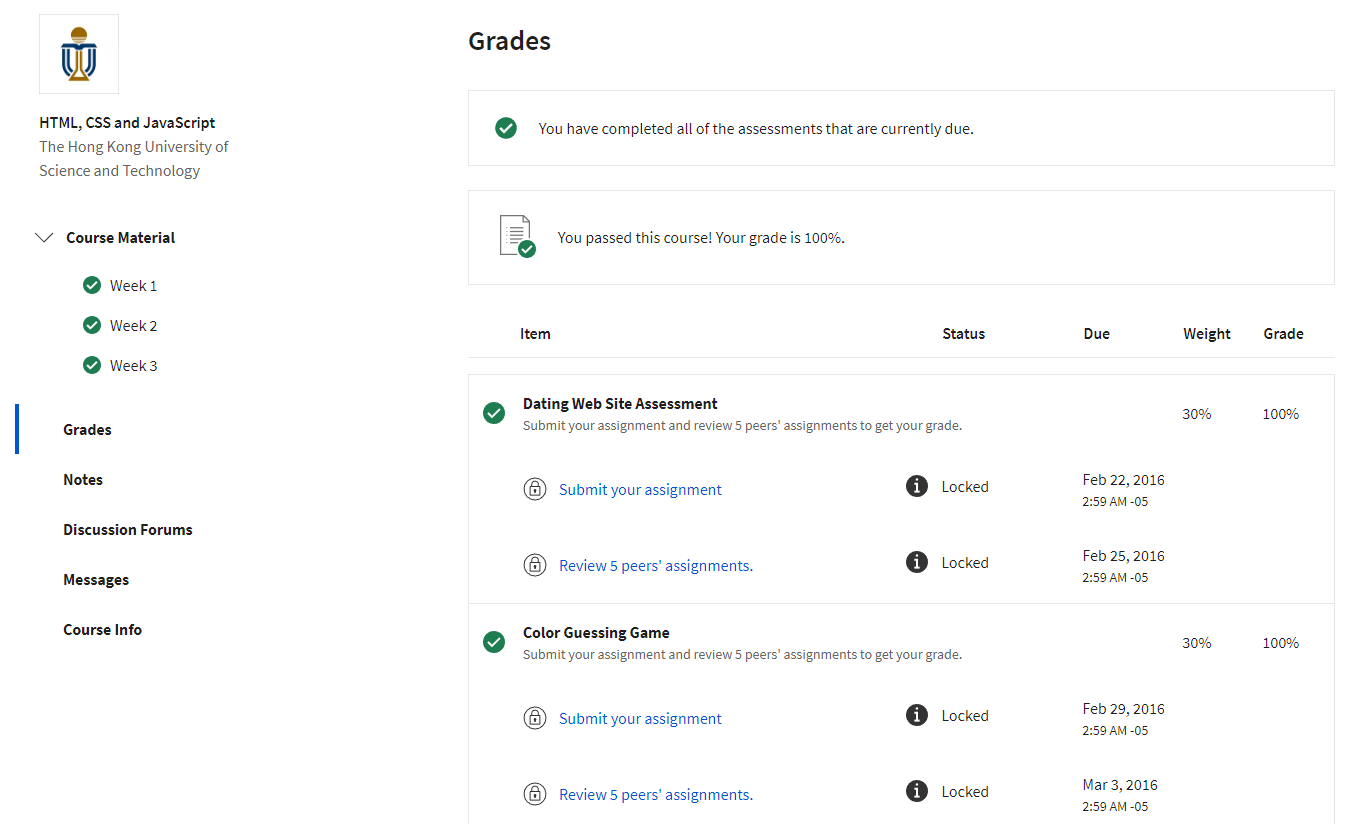 HTML, CSS and JavaScript
The Hong Kong University of
Science and Technology
Course Material
Week 1
Week 2
Week 3
Grades
Notes
Discussion Forums
Messages
Course Info
Grades
You have completed all of the assessments that are currently due.
You passed this course! Your grade is 100%.
Item Status Due Weight Grade
Dating Web Site Assessment 30% 100%
Submit your assignment and review 5 peers' assignments to get your grade.
Submit your assignment Locked Feb 22, 2016
2:59 AM -05
Review 5 peers' assignments. Locked Feb 25, 2016
2:59 AM -05
Color Guessing Game 30% 100%
Submit your assignment and review 5 peers' assignments to get your grade.
Submit your assignment Locked Feb 29, 2016
2:59 AM -05
Review 5 peers' assignments. Locked Mar 3, 2016
2:59 AM -05